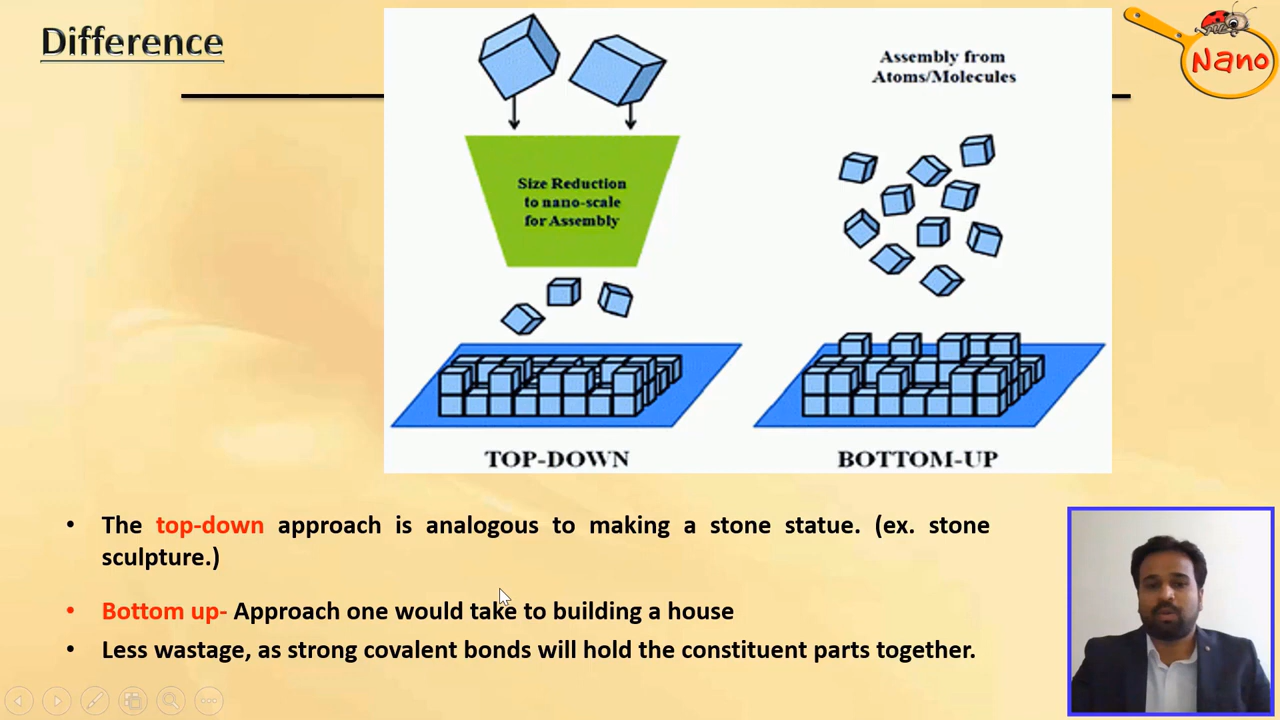 Difference
Nano
Assembly from
Atoms/Molecules
Size Reduction
to nano-scale
for Assembly
TOP-DOWN
BOTTOM-UP
• The top-down approach is analogous to making a stone statue. (ex. stone
sculpture.)
• Bottom up- Approach one would take to building a house
• Less wastage, as strong covalent bonds will hold the constituent parts together.